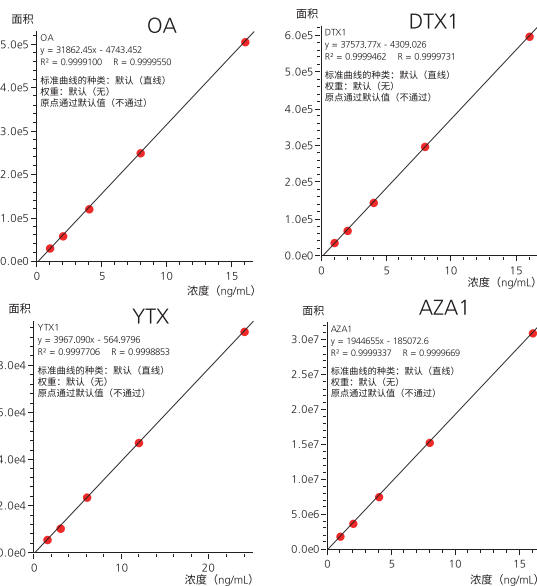 面积
OA
OA
y = 31862.45x - 4743.452
R² = 0.9999100 R = 0.9999550
标准曲线的种类：默认（直线）
权重：默认（无）
原点通过默认值（不通过）
5.0e5
4.0e5
3.0e5
2.0e5
1.0e5
0.0e0
0 5 10 15
浓度（ng/mL）
面积
DTX1
DTX1
y = 37573.77x - 4309.026
R² = 0.9999462 R = 0.9999731
标准曲线的种类：默认（直线）
权重：默认（无）
原点通过默认值（不通过）
6.0e5
5.0e5
4.0e5
3.0e5
2.0e5
1.0e5
0.0e0
0 5 10 15
浓度（ng/mL）
面积
YTX
YTX1
y = 3967.090x - 564.9796
R² = 0.9997706 R = 0.9998853
标准曲线的种类：默认（直线）
权重：默认（无）
原点通过默认值（不通过）
8.0e4
6.0e4
4.0e4
2.0e4
0.0e0
0 10 20
浓度（ng/mL）
面积
AZA1
AZA1
y = 1944655x - 185072.6
R² = 0.9999337 R = 0.9999669
标准曲线的种类：默认（直线）
权重：默认（无）
原点通过默认值（不通过）
3.0e7
2.5e7
2.0e7
1.5e7
1.0e7
5.0e6
0.0e0
0 5 10 15
浓度（ng/mL）